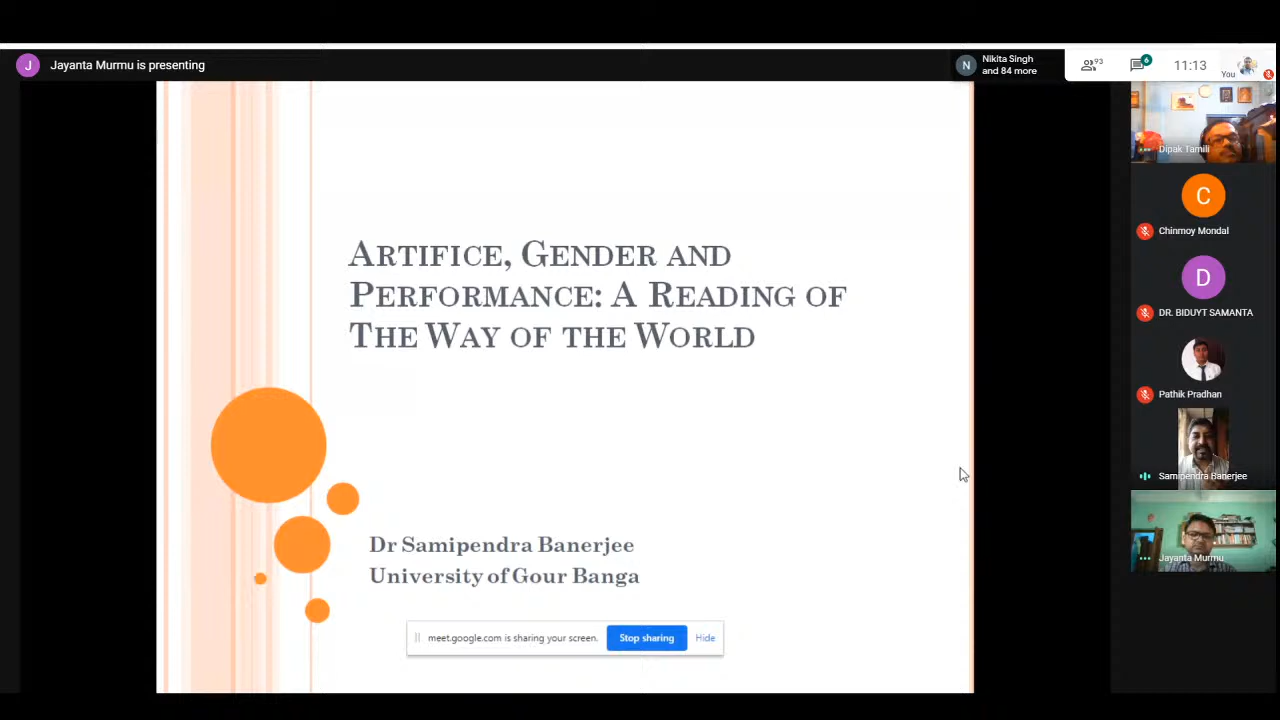 J Jayanta Murmu is presenting
N Nikita Singh
and 84 more
93
6
11:13
You
Dipak Tamili
C
Chinmoy Mondal
D
DR. BIDUYT SAMANTA
Pathik Pradhan
Samipendra Banerjee
Jayanta Murmu
ARTIFICE, GENDER AND
PERFORMANCE: A READING OF
THE WAY OF THE WORLD
Dr Samipendra Banerjee
University of Gour Banga
meet.google.com is sharing your screen. Stop sharing Hide